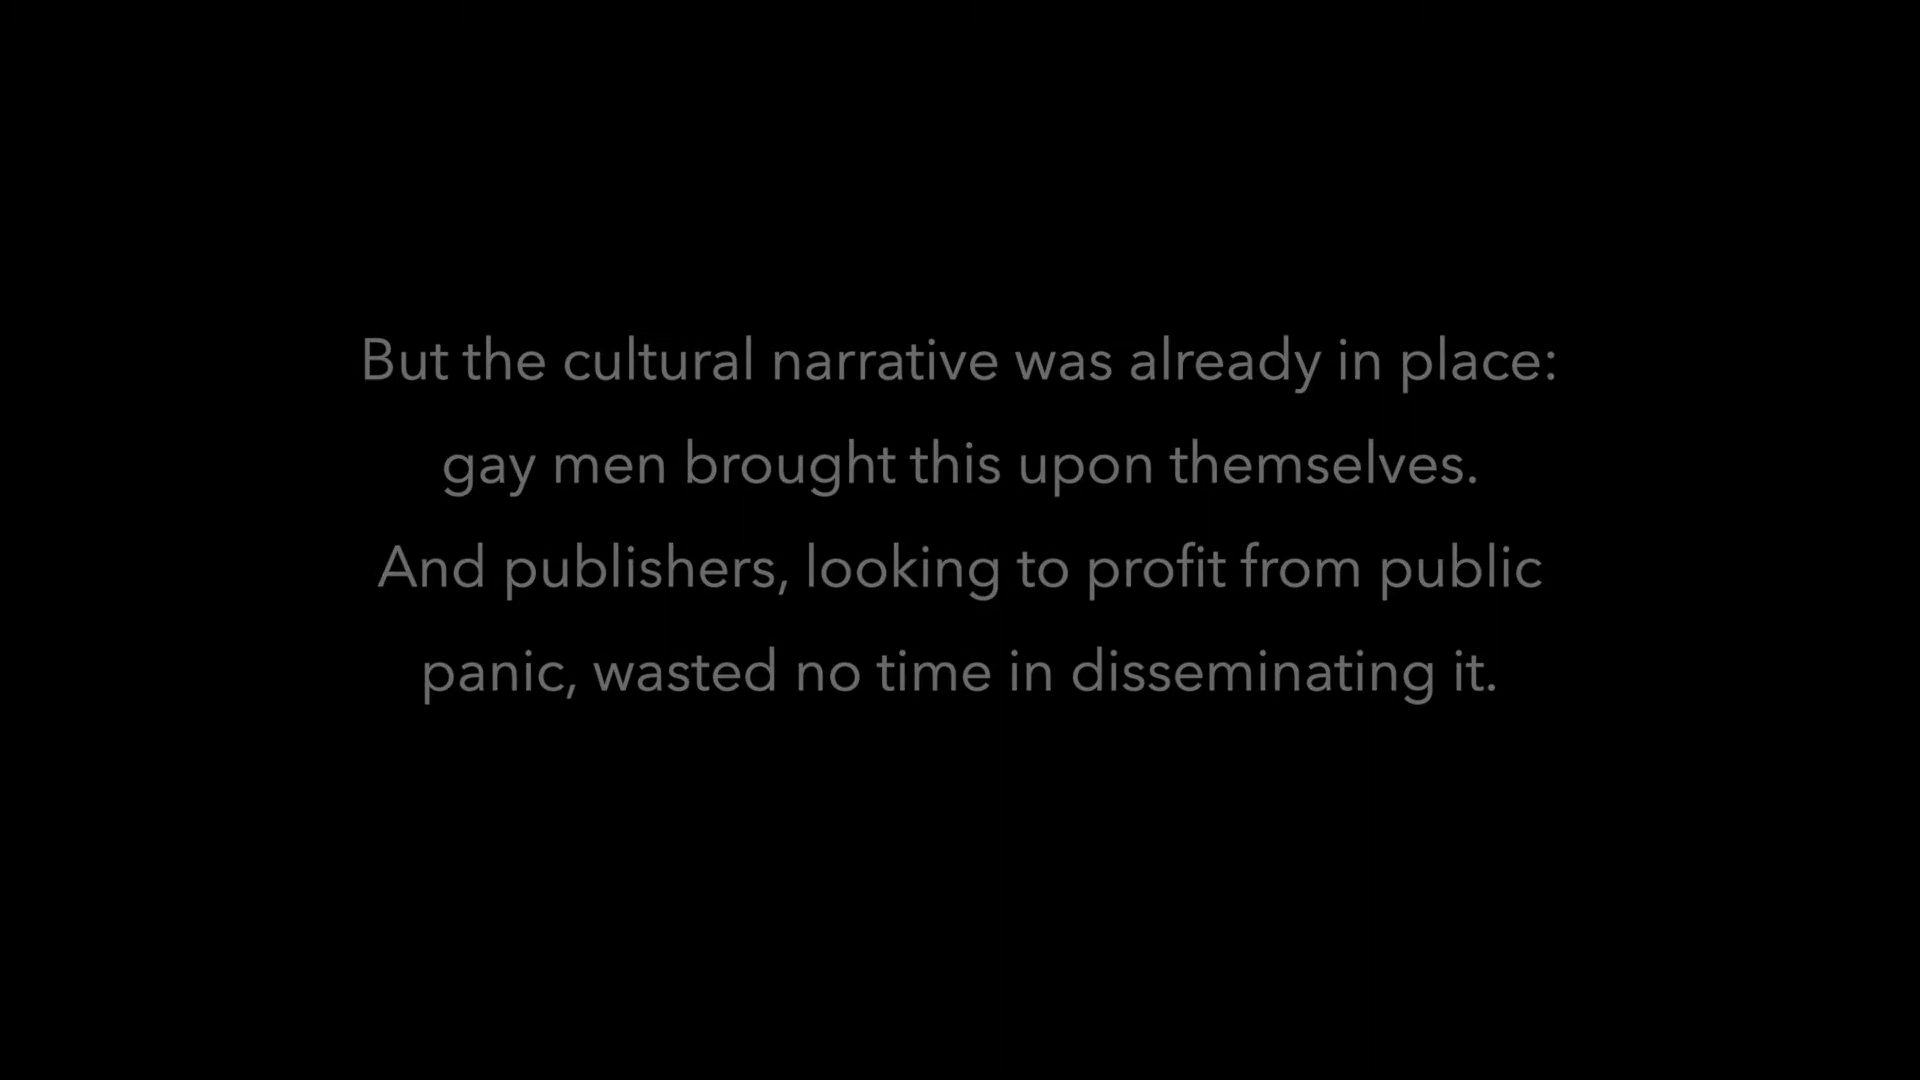 But the cultural narrative was already in place:
gay men brought this upon themselves.
And publishers, looking to profit from public
panic, wasted no time in disseminating it.